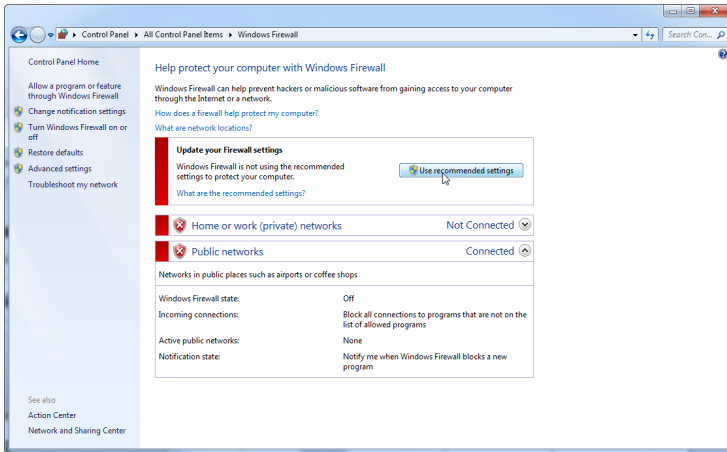 Control Panel ▸ All Control Panel Items ▸ Windows Firewall
Search Con...
Control Panel Home
Allow a program or feature
through Windows Firewall
Change notification settings
Turn Windows Firewall on or
off
Restore defaults
Advanced settings
Troubleshoot my network
See also
Action Center
Network and Sharing Center
Help protect your computer with Windows Firewall
Windows Firewall can help prevent hackers or malicious software from gaining access to your computer
through the Internet or a network.
How does a firewall help protect my computer?
What are network locations?
Update your Firewall settings
Windows Firewall is not using the recommended
settings to protect your computer.
Use recommended settings
What are the recommended settings?
Home or work (private) networks Not Connected
Public networks Connected
Networks in public places such as airports or coffee shops
Windows Firewall state: Off
Incoming connections: Block all connections to programs that are not on the
list of allowed programs
Active public networks: None
Notification state: Notify me when Windows Firewall blocks a new
program